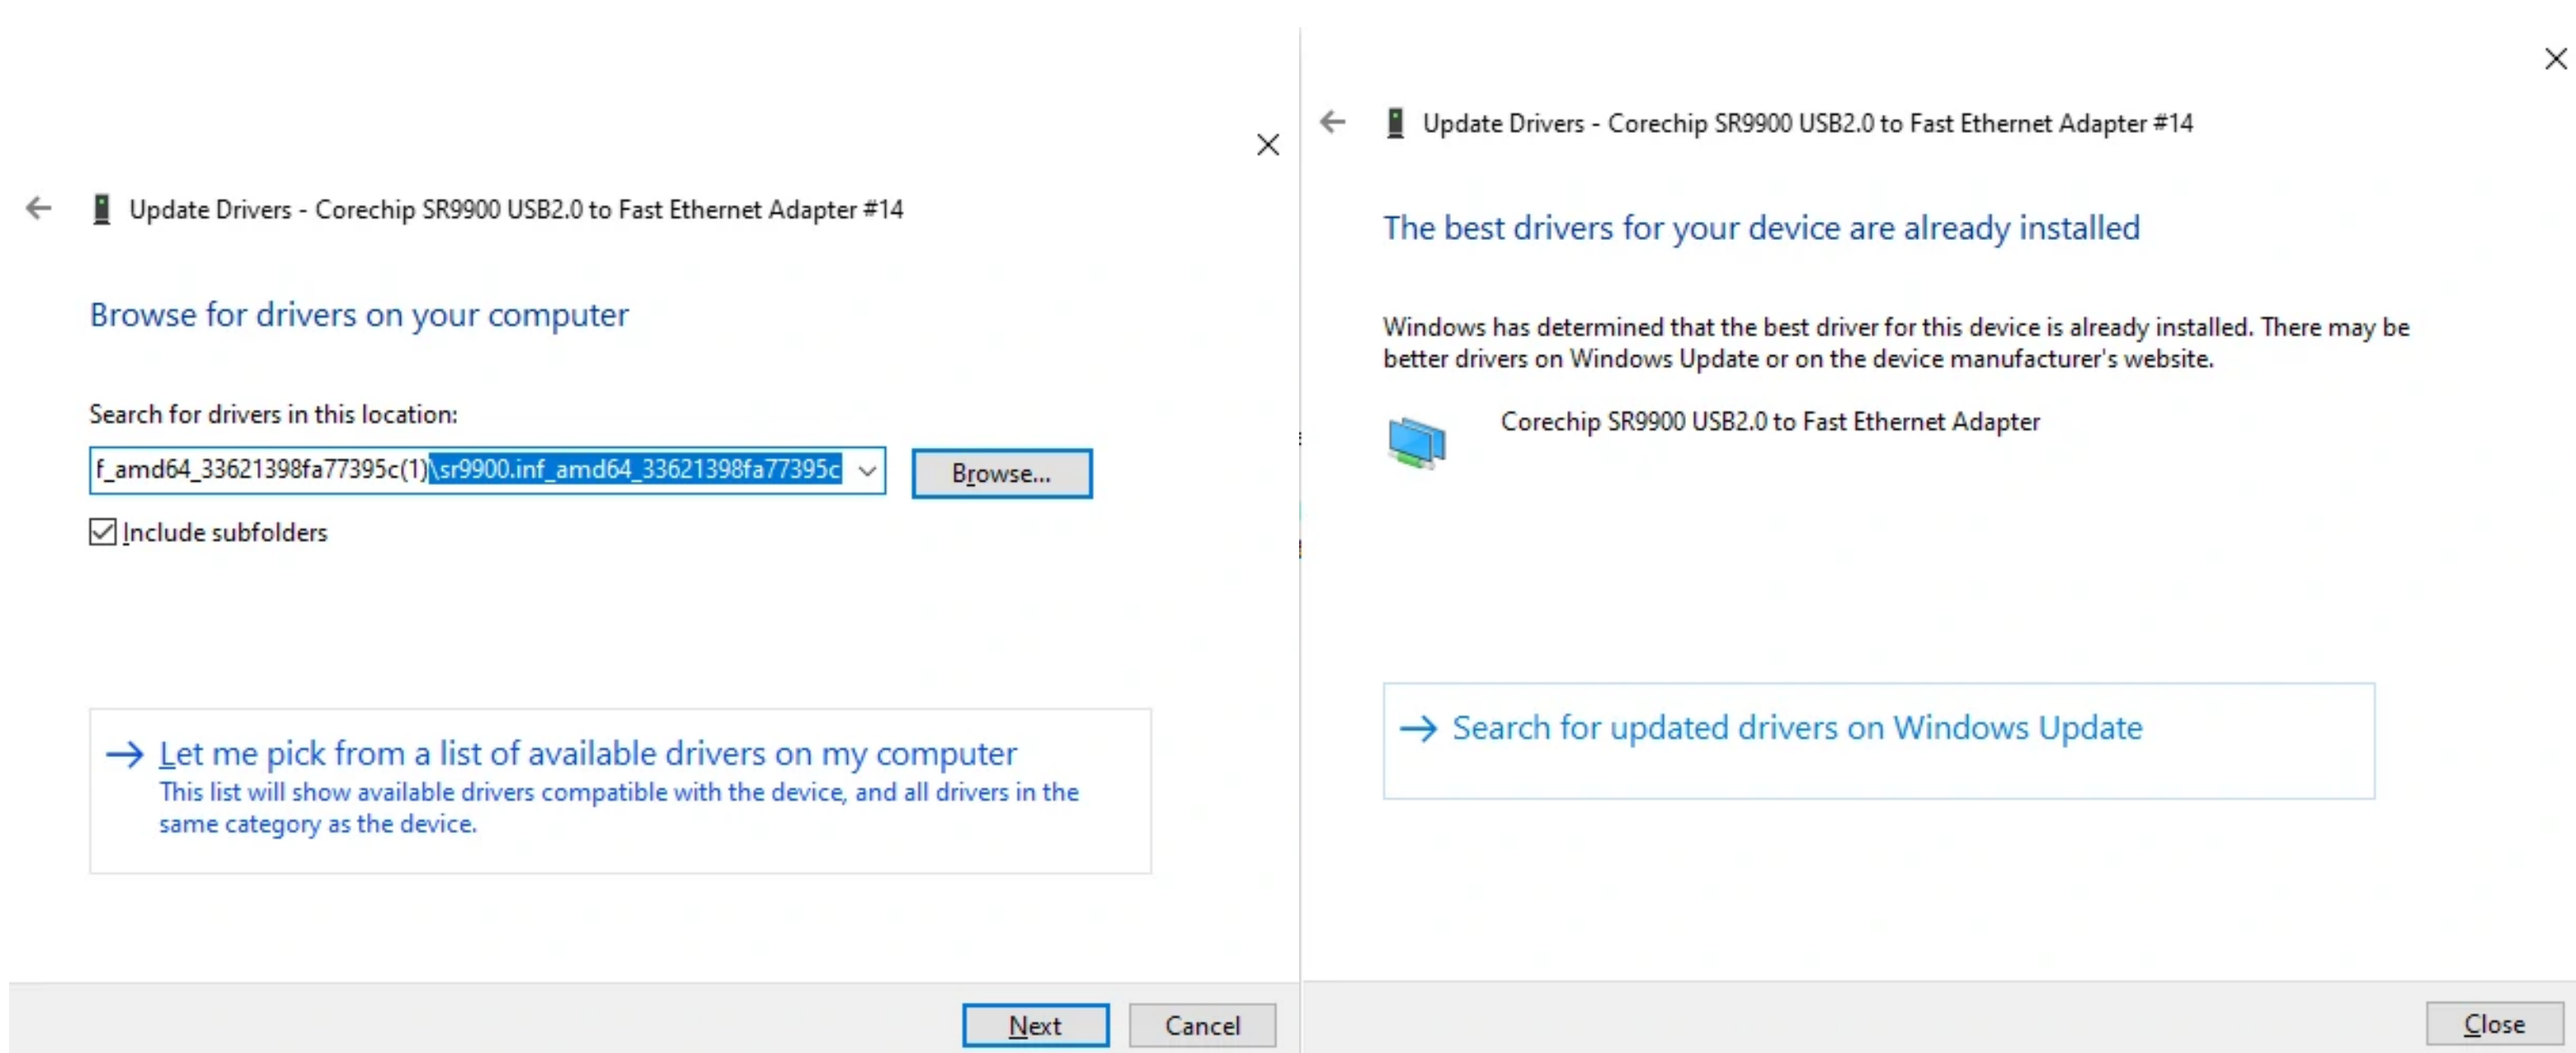 Update Drivers - Corechip SR9900 USB2.0 to Fast Ethernet Adapter #14
Browse for drivers on your computer
Search for drivers in this location:
f_amd64_33621398fa77395c(1)\sr9900.inf_amd64_33621398fa77395c
Browse...
Include subfolders
Let me pick from a list of available drivers on my computer
This list will show available drivers compatible with the device, and all drivers in the
same category as the device.
Next
Cancel
Update Drivers - Corechip SR9900 USB2.0 to Fast Ethernet Adapter #14
The best drivers for your device are already installed
Windows has determined that the best driver for this device is already installed. There may be
better drivers on Windows Update or on the device manufacturer's website.
Corechip SR9900 USB2.0 to Fast Ethernet Adapter
Search for updated drivers on Windows Update
Close